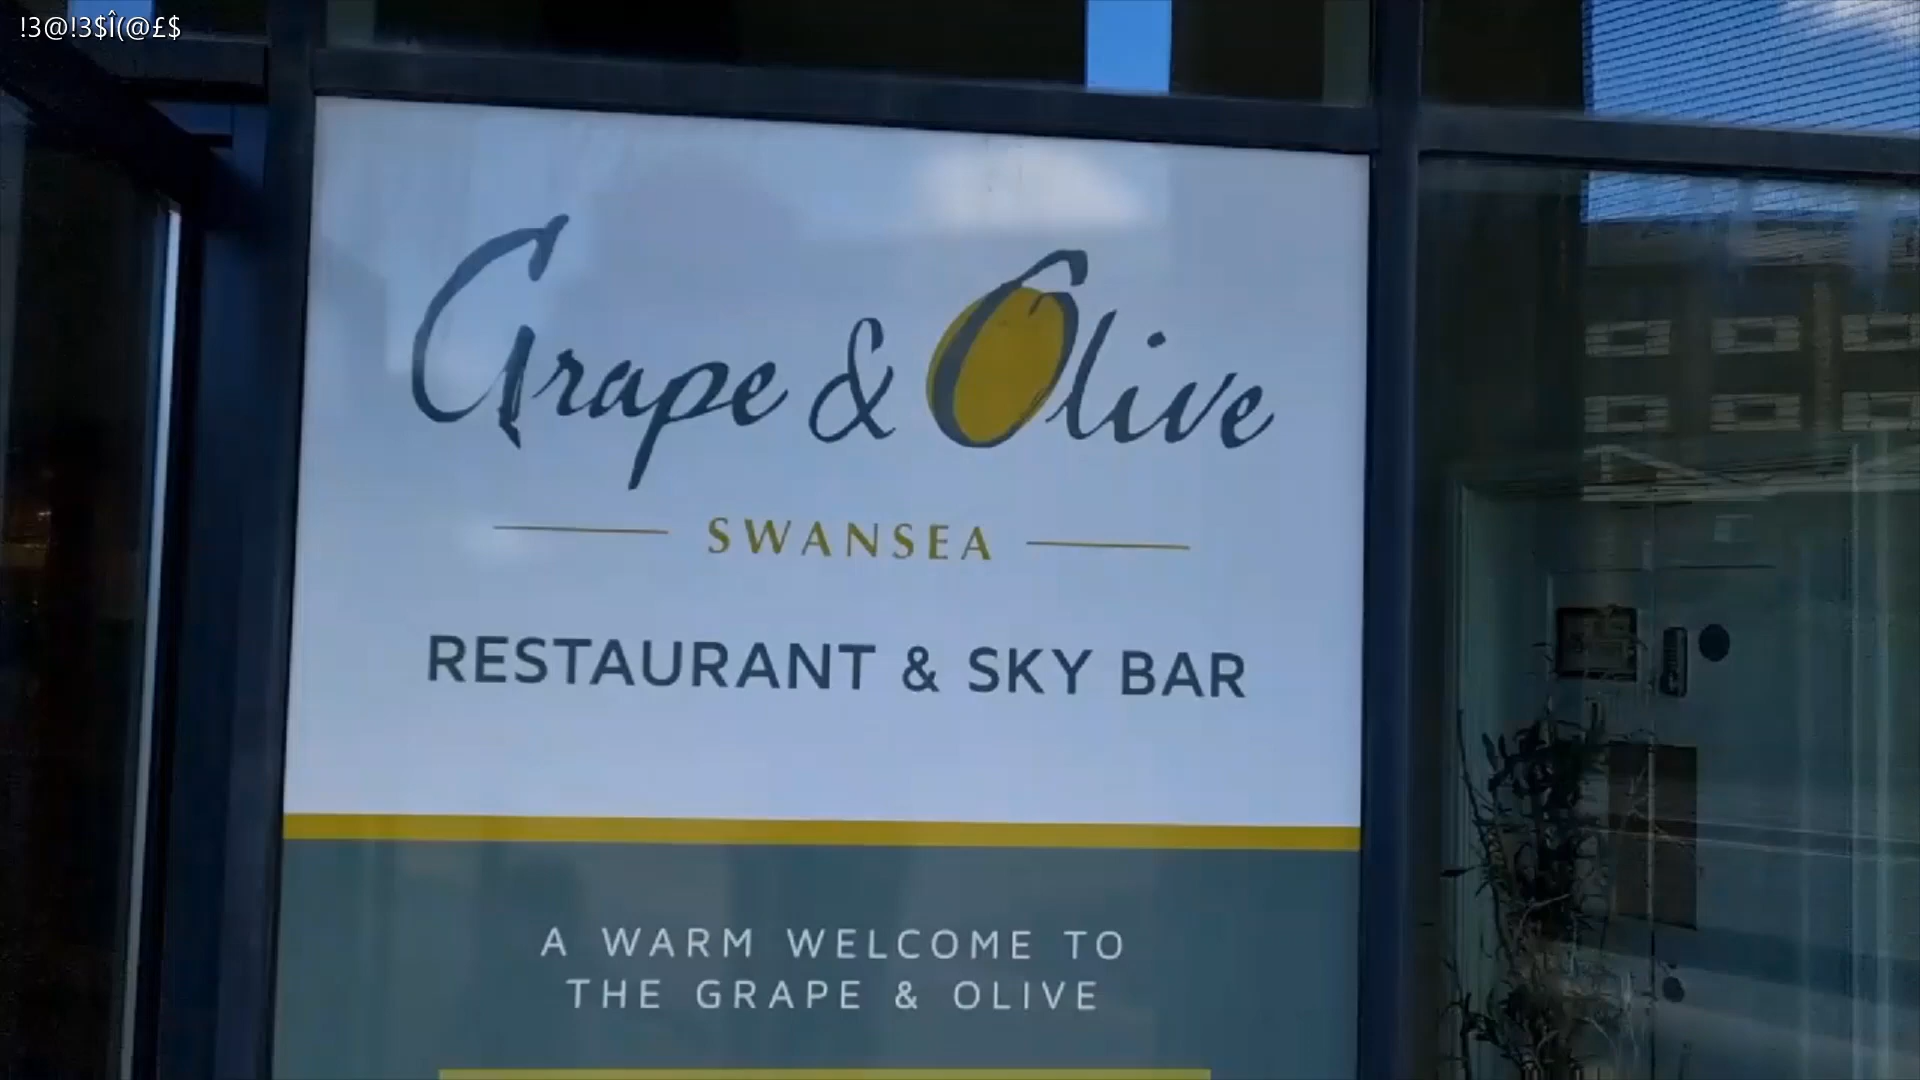 !3@!3$Î(@£$
Grape & Olive
SWANSEA
RESTAURANT & SKY BAR
A WARM WELCOME TO
THE GRAPE & OLIVE